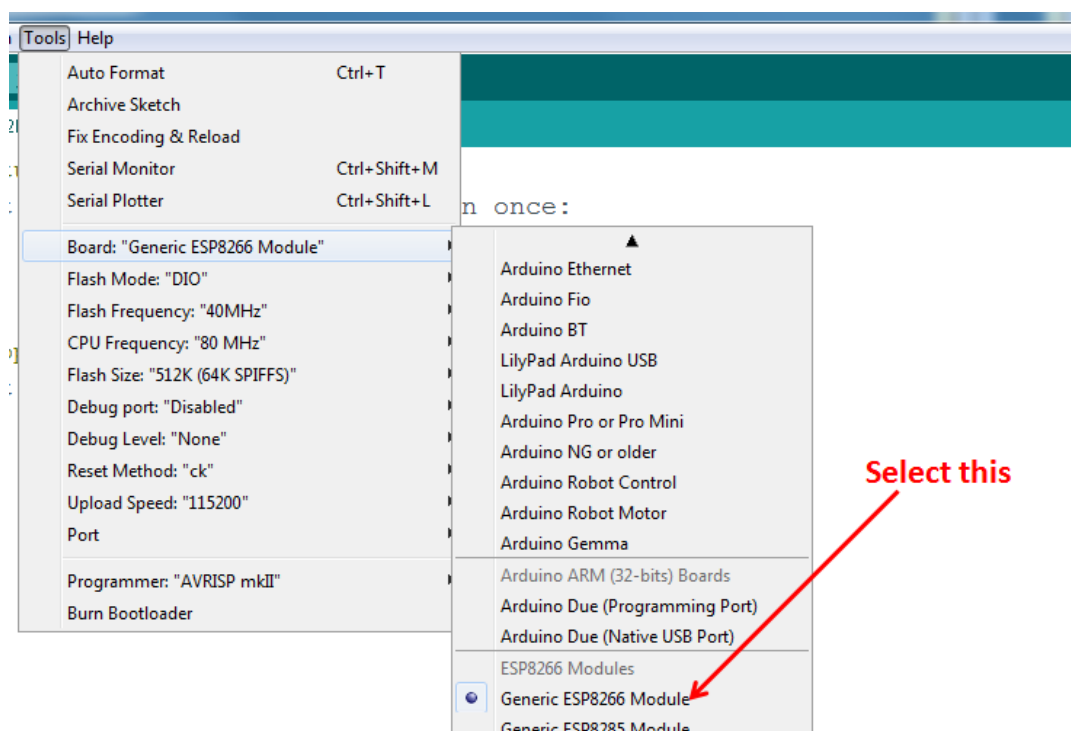 Tools Help
Auto Format Ctrl+T
Archive Sketch
Fix Encoding & Reload
Serial Monitor Ctrl+Shift+M
Serial Plotter Ctrl+Shift+L
n once:
Board: "Generic ESP8266 Module"
Flash Mode: "DIO"
Flash Frequency: "40MHz"
CPU Frequency: "80 MHz"
Flash Size: "512K (64K SPIFFS)"
Debug port: "Disabled"
Debug Level: "None"
Reset Method: "ck"
Upload Speed: "115200"
Port
Programmer: "AVRISP mkII"
Burn Bootloader
Arduino Ethernet
Arduino Fio
Arduino BT
LilyPad Arduino USB
LilyPad Arduino
Arduino Pro or Pro Mini
Arduino NG or older
Arduino Robot Control
Arduino Robot Motor
Arduino Gemma
Arduino ARM (32-bits) Boards
Arduino Due (Programming Port)
Arduino Due (Native USB Port)
ESP8266 Modules
Generic ESP8266 Module
Generic ESP8285 Module
Select this